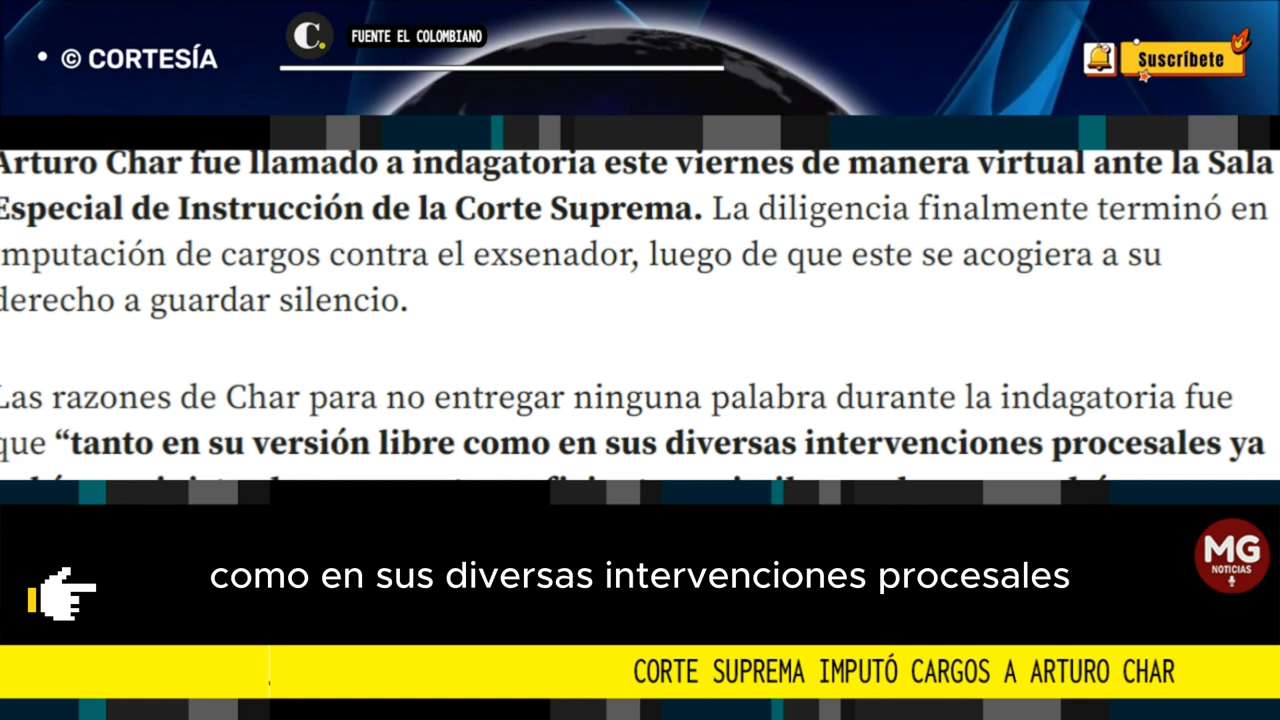 • © CORTESÍA
C.
FUENTE EL COLOMBIANO
Suscríbete
Arturo Char fue llamado a indagatoria este viernes de manera virtual ante la Sala
Especial de Instrucción de la Corte Suprema. La diligencia finalmente terminó en
imputación de cargos contra el exsenador, luego de que este se acogiera a su
derecho a guardar silencio.
Las razones de Char para no entregar ninguna palabra durante la indagatoria fue
que “tanto en su versión libre como en sus diversas intervenciones procesales ya
como en sus diversas intervenciones procesales
MG
NOTICIAS
CORTE SUPREMA IMPUTÓ CARGOS A ARTURO CHAR